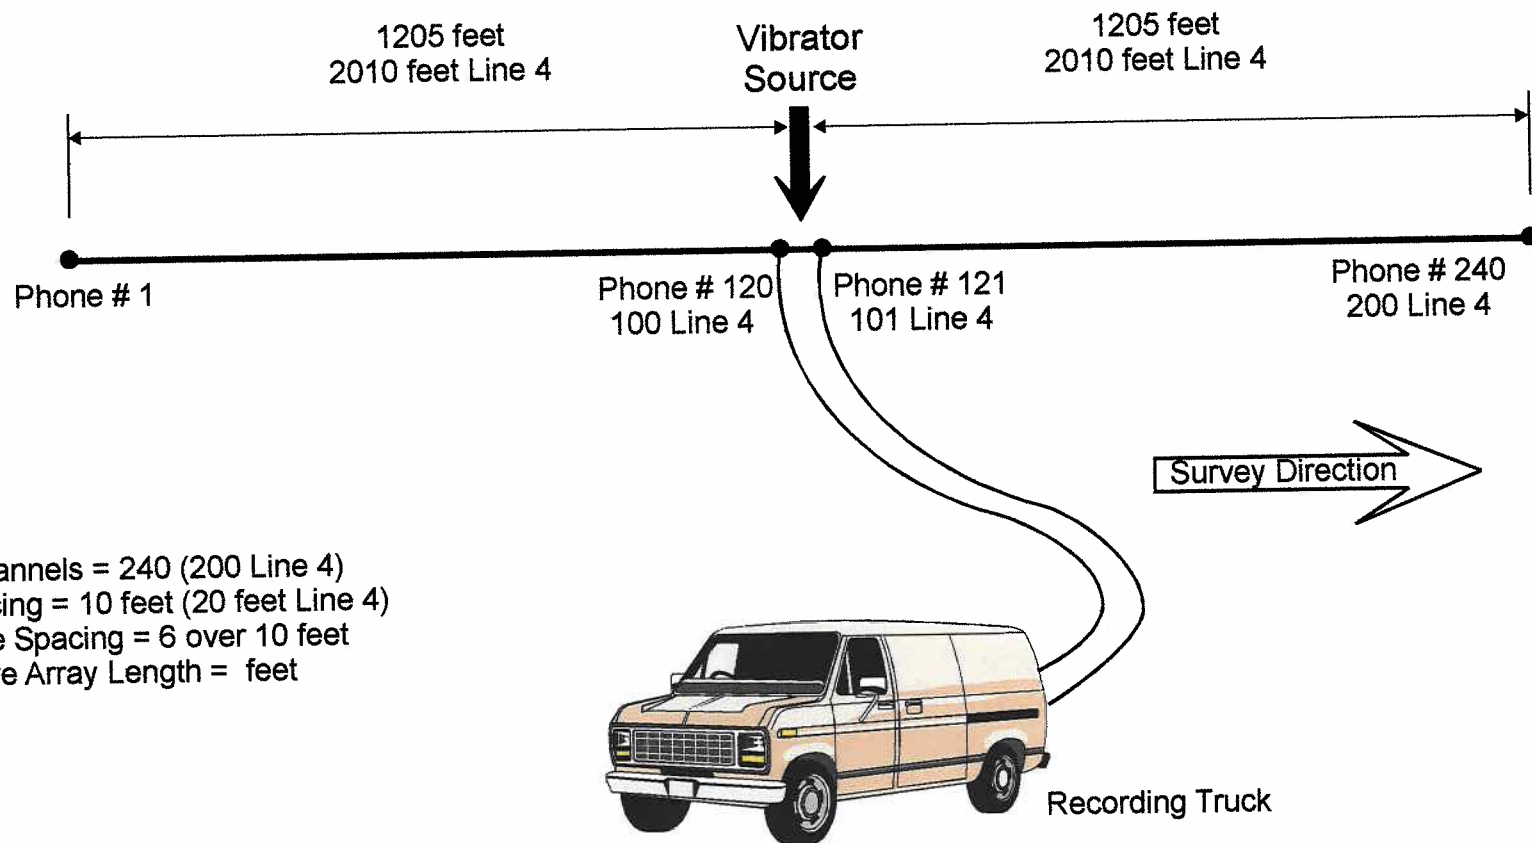 1205 feet
2010 feet Line 4
Vibrator
Source
1205 feet
2010 feet Line 4
Phone # 1
Phone # 120
100 Line 4
Phone # 121
101 Line 4
Phone # 240
200 Line 4
Survey Direction
annels = 240 (200 Line 4)
cing = 10 feet (20 feet Line 4)
e Spacing = 6 over 10 feet
re Array Length = feet
Recording Truck